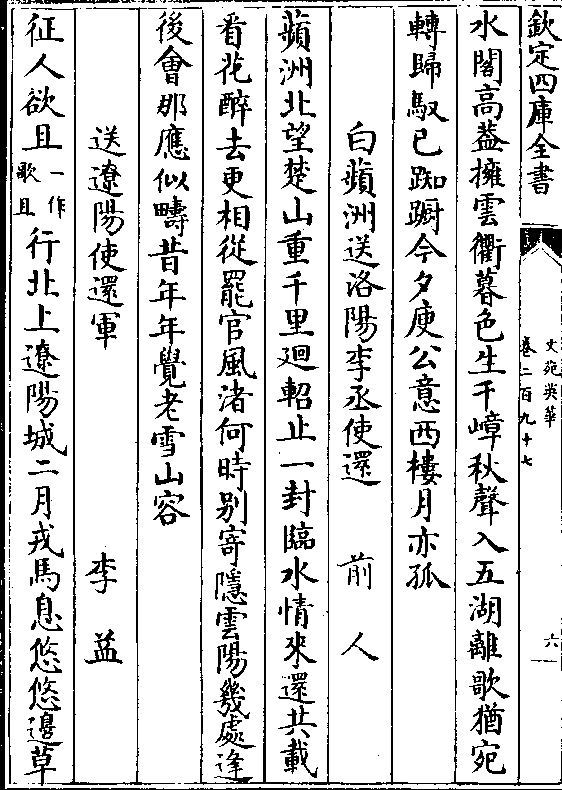 欽定四庫全書
文苑英華
卷二百九十七
六
水閣高蓋擁雲衢暮色生千嶂秋聲入五湖離歌猶宛
轉歸馭已踟蹰今夕庾公意西樓月亦孤
白蘋洲送洛陽李丞使還 前人
蘋洲北望楚山重千里廻軺止一封臨水情來還共載
看花醉去更相從罷官風渚何時别寄隱雲陽幾處逢
後會那應似疇昔年年覺老雪山容
送遼陽使還軍 李益
征人欲且一作歌且行北上遼陽城二月戎馬息悠悠邊草